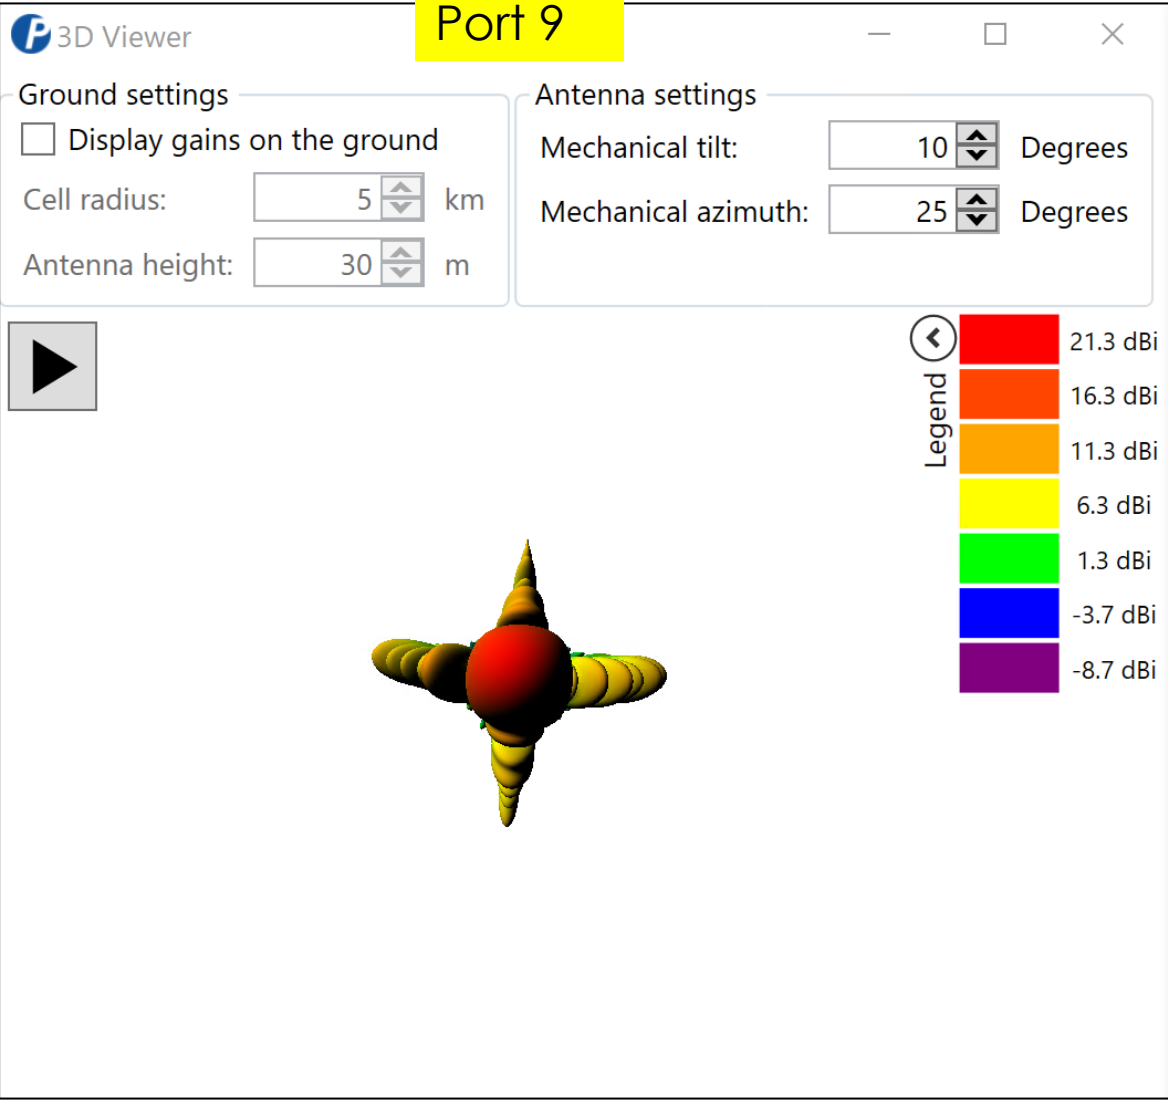 Port 9
3D Viewer
Ground settings
Display gains on the ground
Cell radius: 5 km
Antenna height: 30 m
Antenna settings
Mechanical tilt: 10 Degrees
Mechanical azimuth: 25 Degrees
Legend
21.3 dBi
16.3 dBi
11.3 dBi
6.3 dBi
1.3 dBi
-3.7 dBi
-8.7 dBi